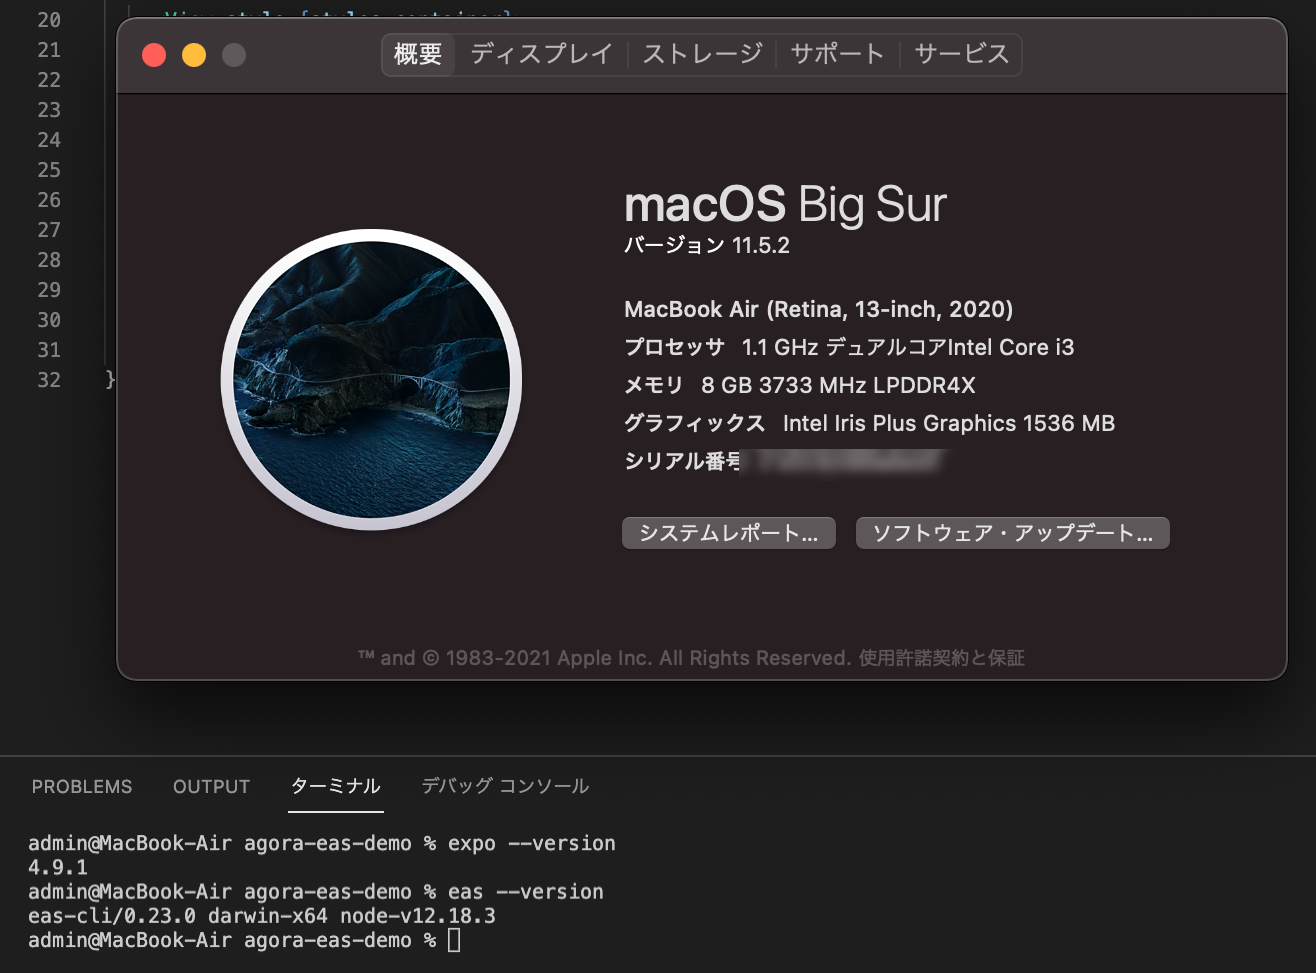 20
21
22
23
24
25
26
27
28
29
30
31
32 }
概要 ディスプレイ ストレージ サポート サービス
macOS Big Sur
バージョン 11.5.2
MacBook Air (Retina, 13-inch, 2020)
プロセッサ 1.1 GHz デュアルコアIntel Core i3
メモリ 8 GB 3733 MHz LPDDR4X
グラフィックス Intel Iris Plus Graphics 1536 MB
シリアル番号
システムレポート... ソフトウェア・アップデート...
™ and © 1983-2021 Apple Inc. All Rights Reserved. 使用許諾契約と保証
PROBLEMS OUTPUT ターミナル デバッグ コンソール
admin@MacBook-Air agora-eas-demo % expo --version
4.9.1
admin@MacBook-Air agora-eas-demo % eas --version
eas-cli/0.23.0 darwin-x64 node-v12.18.3
admin@MacBook-Air agora-eas-demo %